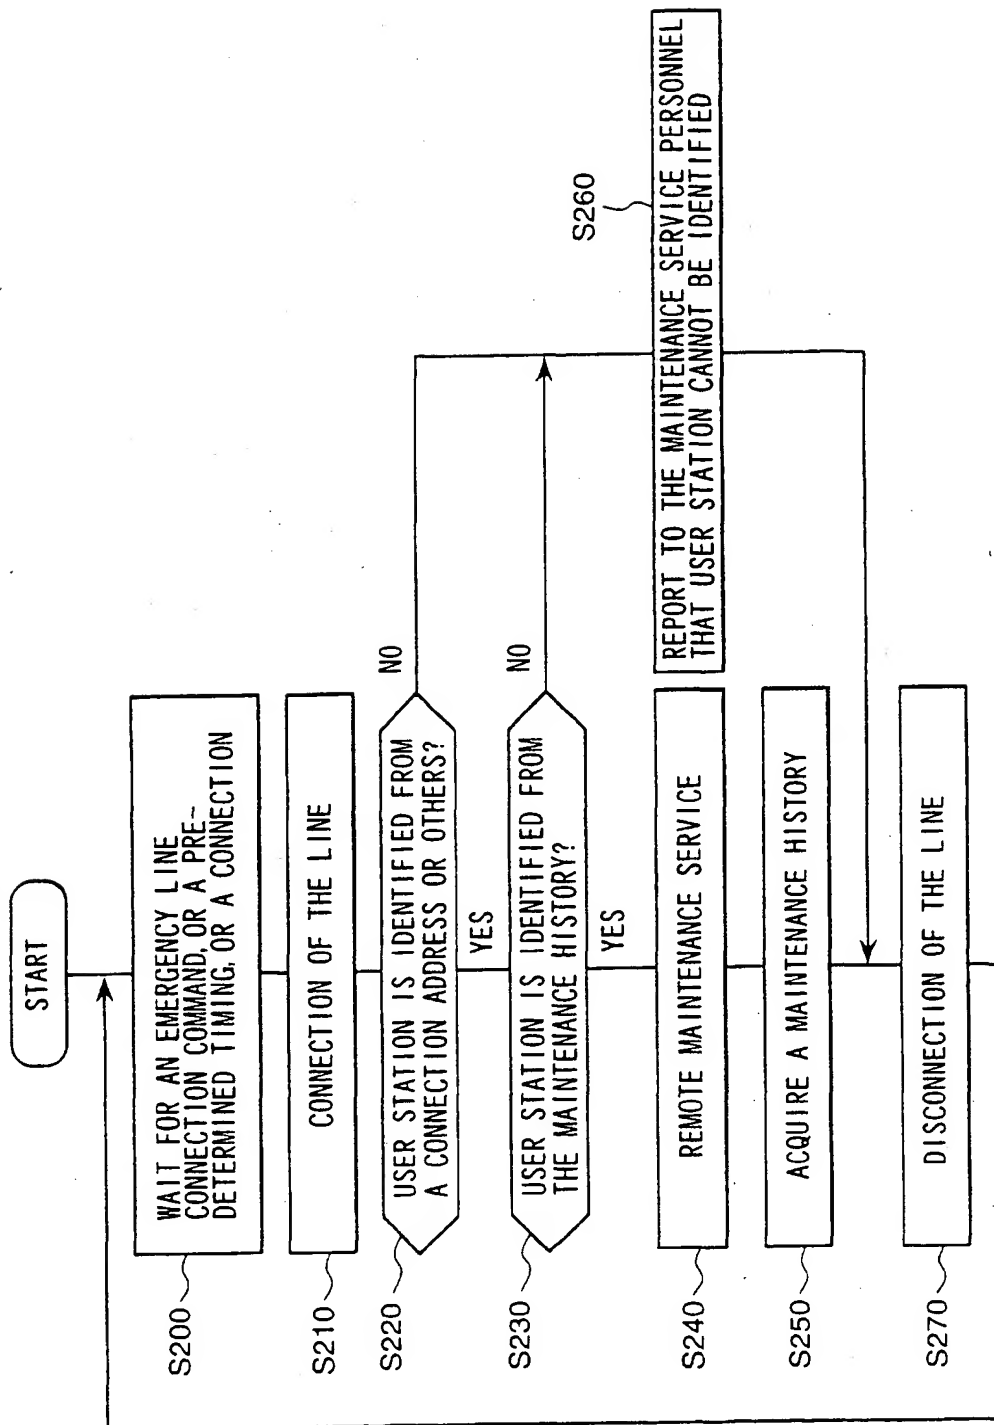 START
S200
WAIT FOR AN EMERGENCY LINE
CONNECTION COMMAND, OR A PRE-
DETERMINED TIMING, OR A CONNECTION
S210
CONNECTION OF THE LINE
S220
USER STATION IS IDENTIFIED FROM
A CONNECTION ADDRESS OR OTHERS?
NO
YES
S230
USER STATION IS IDENTIFIED FROM
THE MAINTENANCE HISTORY?
NO
YES
S240
REMOTE MAINTENANCE SERVICE
S260
REPORT TO THE MAINTENANCE SERVICE PERSONNEL
THAT USER STATION CANNOT BE IDENTIFIED
S250
ACQUIRE A MAINTENANCE HISTORY
S270
DISCONNECTION OF THE LINE